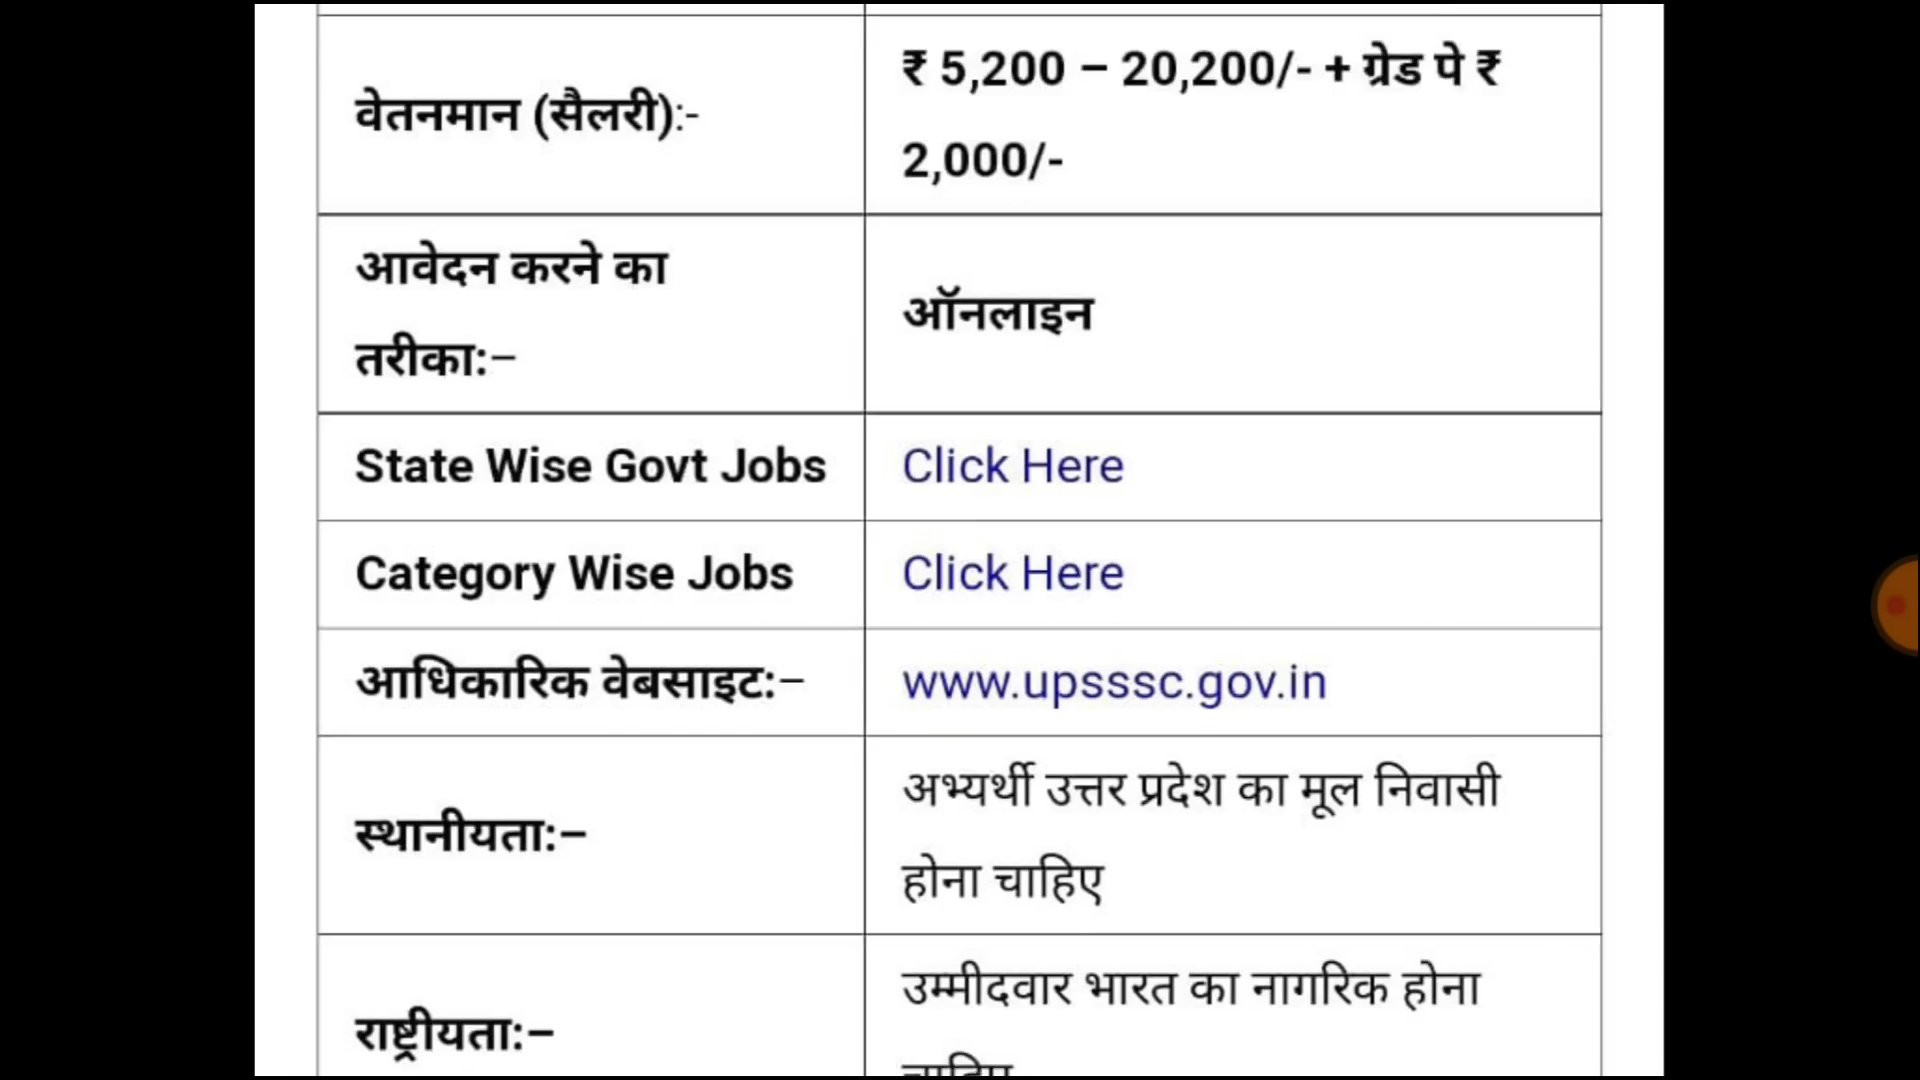 वेतनमान (सैलरी):-
₹ 5,200 – 20,200/- + ग्रेड पे ₹
2,000/-
आवेदन करने का
तरीका:–
ऑनलाइन
State Wise Govt Jobs
Click Here
Category Wise Jobs
Click Here
आधिकारिक वेबसाइट:–
www.upsssc.gov.in
स्थानीयता:–
अभ्यर्थी उत्तर प्रदेश का मूल निवासी
होना चाहिए
राष्ट्रीयता:–
उम्मीदवार भारत का नागरिक होना